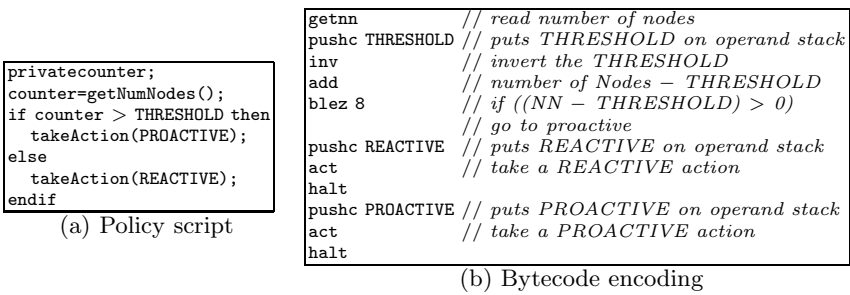 privatecounter;
counter=getNumNodes();
if counter > THRESHOLD then
takeAction(PROACTIVE);
else
takeAction(REACTIVE);
endif
(a) Policy script
getnn // read number of nodes
pushc THRESHOLD // puts THRESHOLD on operand stack
inv // invert the THRESHOLD
add // number of Nodes − THRESHOLD
blez 8 // if ((NN − THRESHOLD) > 0)
// go to proactive
pushc REACTIVE // puts REACTIVE on operand stack
act // take a REACTIVE action
halt
pushc PROACTIVE // puts PROACTIVE on operand stack
act // take a PROACTIVE action
halt
(b) Bytecode encoding